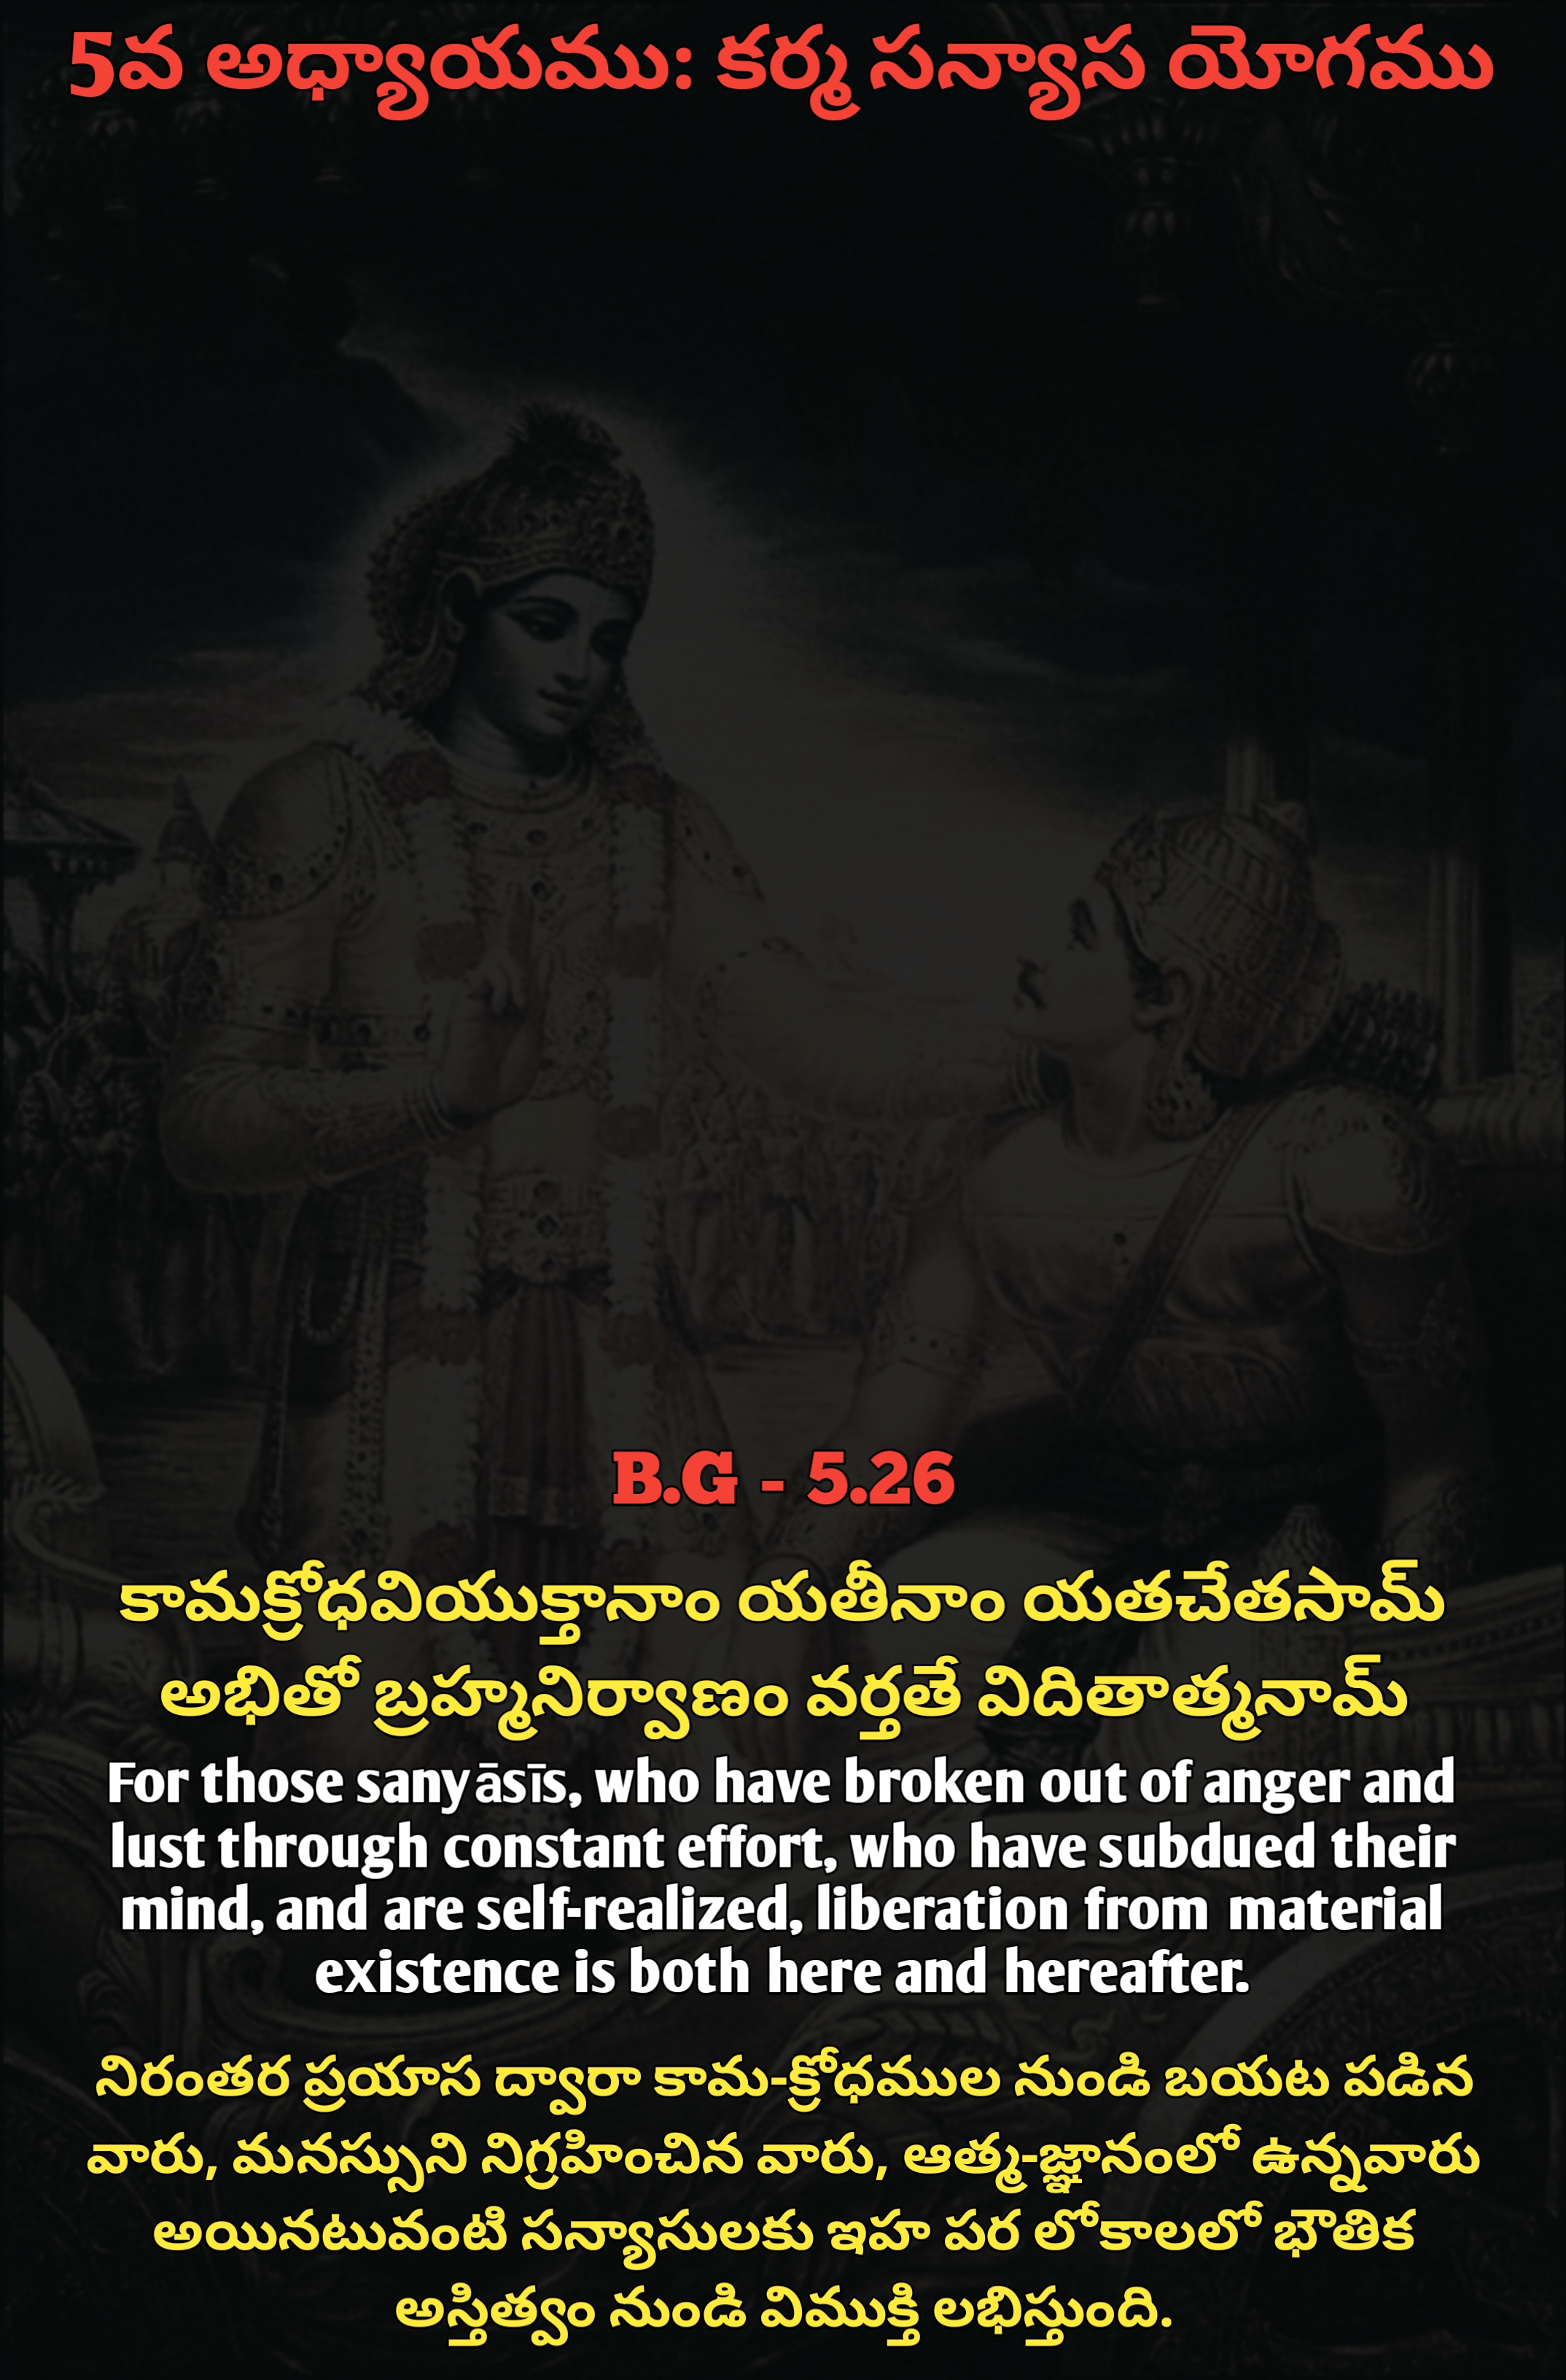 5వ అధ్యాయము: కర్మ సన్యాస యోగము
B.G - 5.26
కామక్రోధవియుక్తానాం యతీనాం యతచేతసామ్
అభితో బ్రహ్మనిర్వాణం వర్తతే విదితాత్మనామ్
For those sanyāsīs, who have broken out of anger and
lust through constant effort, who have subdued their
mind, and are self-realized, liberation from material
existence is both here and hereafter.
నిరంతర ప్రయాస ద్వారా కామ-క్రోధముల నుండి బయట పడిన
వారు, మనస్సుని నిగ్రహించిన వారు, ఆత్మ-జ్ఞానంలో ఉన్నవారు
అయినటువంటి సన్యాసులకు ఇహ పర లోకాలలో భౌతిక
అస్తిత్వం నుండి విముక్తి లభిస్తుంది.